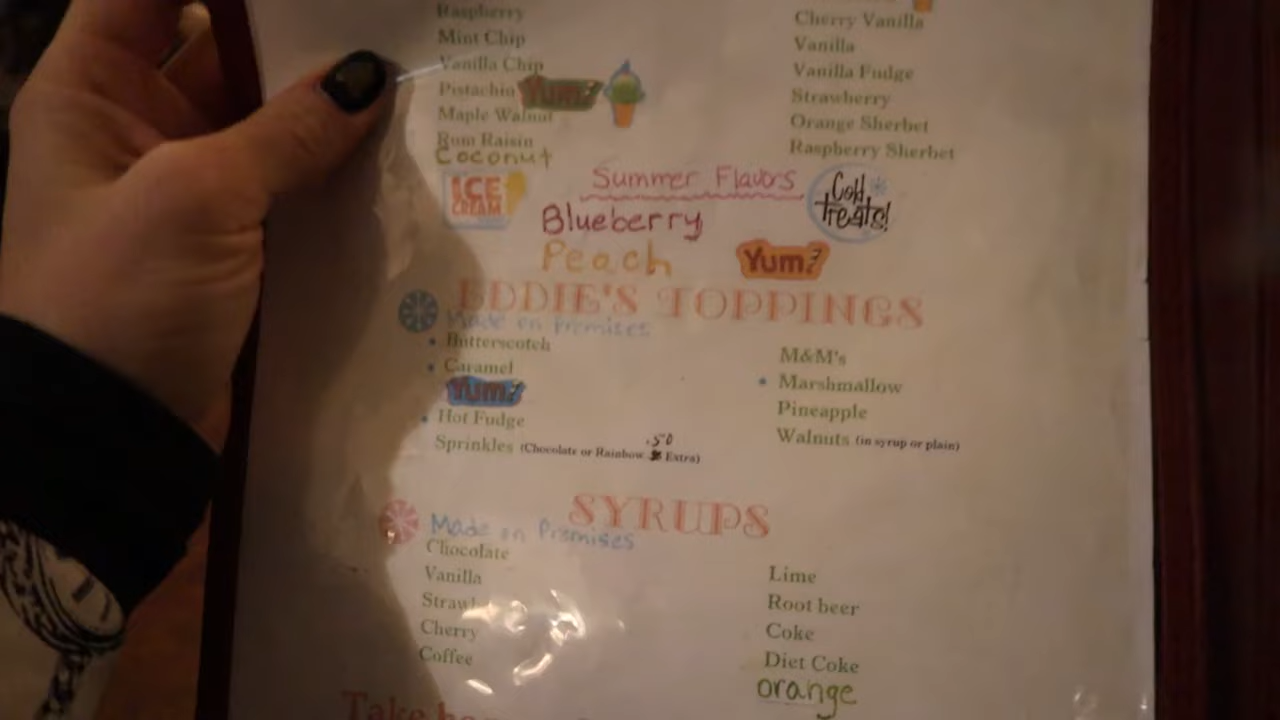 Raspberry
Mint Chip
Vanilla Chip
Pistachio
Yum!
Maple Walnut
Rum Raisin
Coconut
Cherry Vanilla
Vanilla
Vanilla Fudge
Strawberry
Orange Sherbet
Raspberry Sherbet
ICE
CREAM
Summer Flavors
Cold
treats!
Blueberry
Peach
Yum!
EDDIE'S TOPPINGS
Made on Premises
Butterscotch
Caramel
Yum!
Hot Fudge
Sprinkles (Chocolate or Rainbow .50 Extra)
M&M's
Marshmallow
Pineapple
Walnuts (in syrup or plain)
SYRUPS
Made on Premises
Chocolate
Vanilla
Cherry
Coffee
Lime
Root beer
Coke
Diet Coke
orange
Take